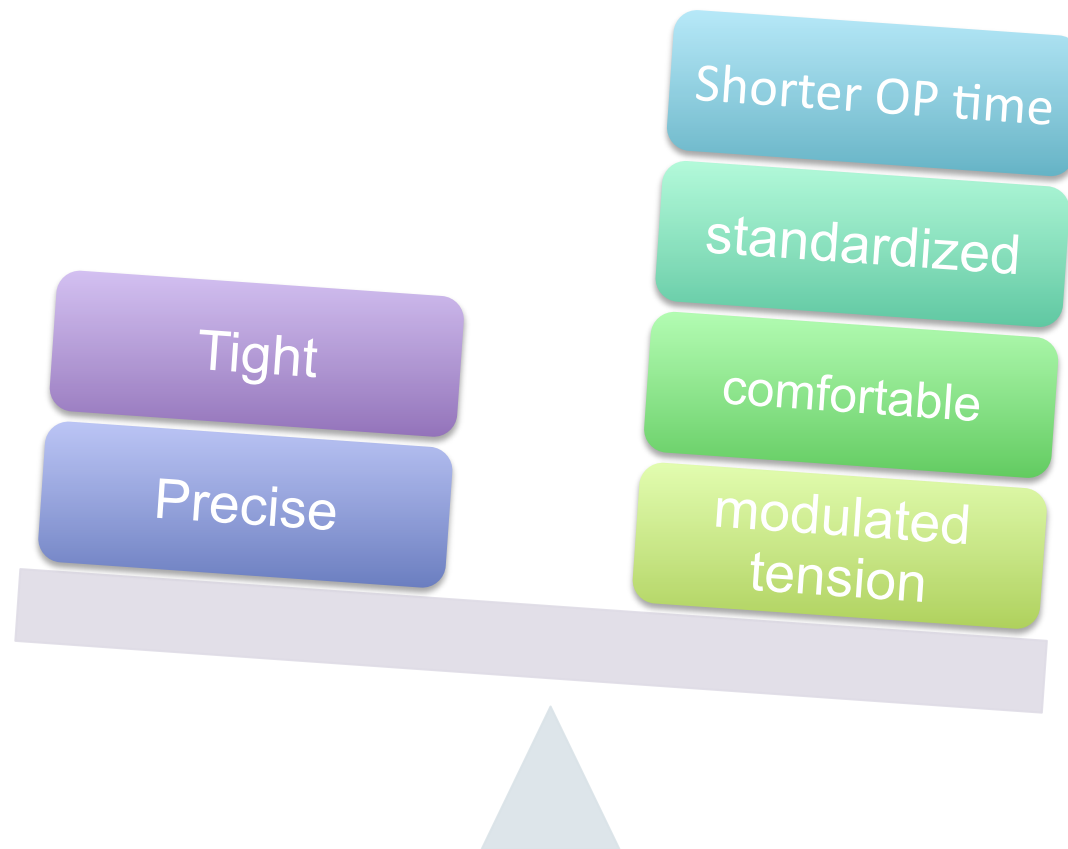 Tight
Precise
Shorter OP time
standardized
comfortable
modulated
tension